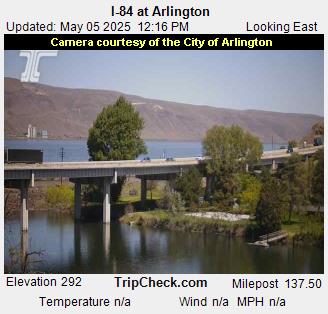 I-84 at Arlington
Updated: May 05 2025 12:16 PM Looking East
Camera courtesy of the City of Arlington
Elevation 292 TripCheck.com Milepost 137.50
Temperature n/a Wind n/a MPH n/a